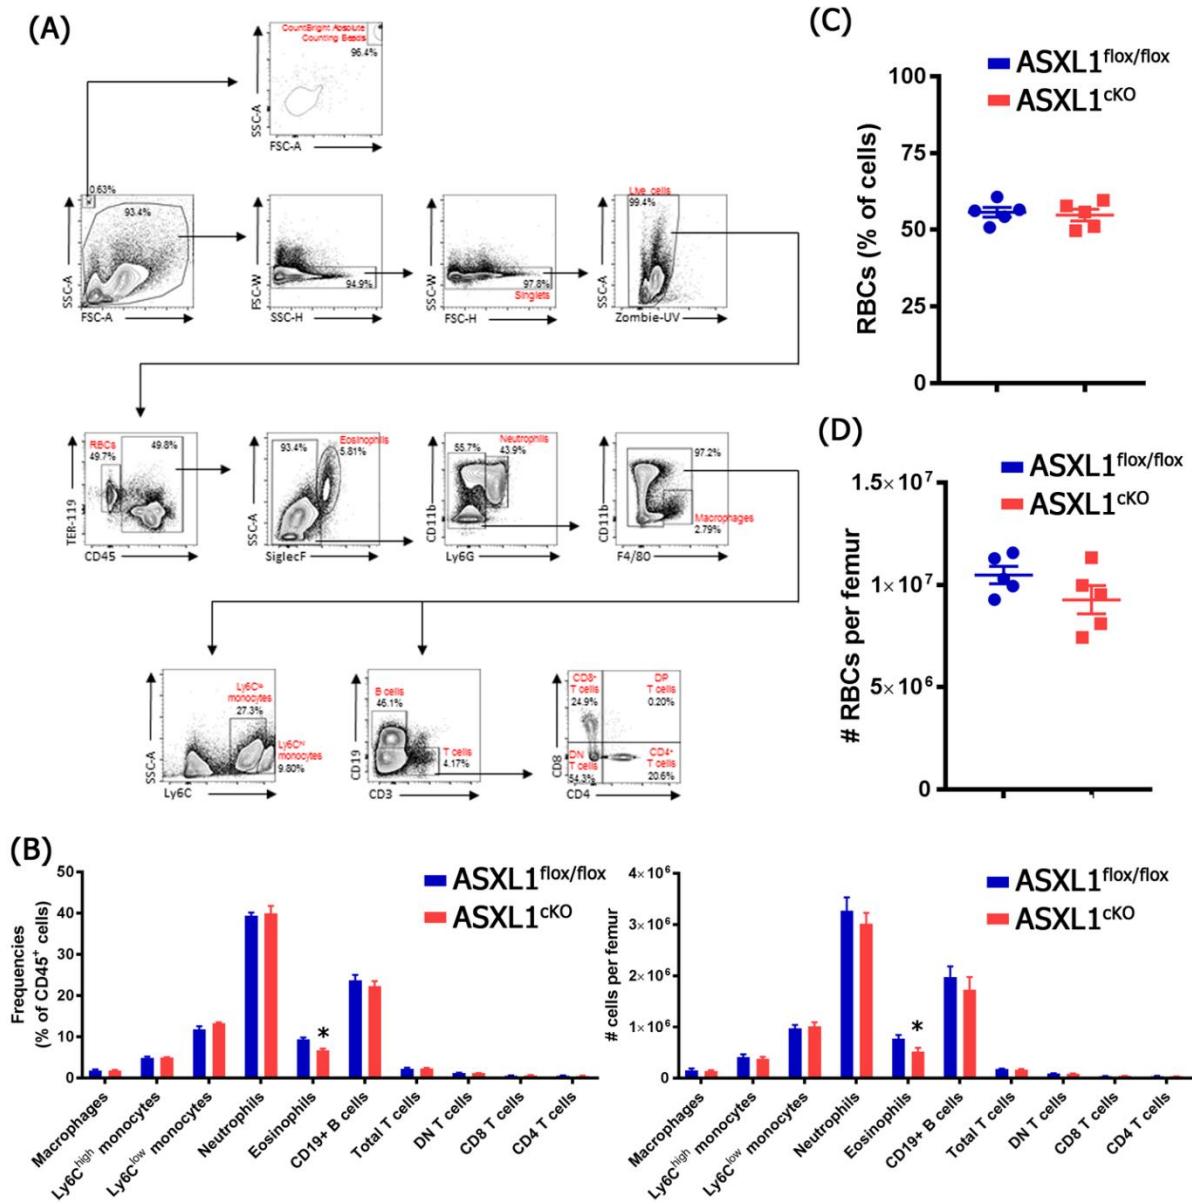 (A)
CountBright Absolute
Counting Beads
96.4%
SSC-A
FSC-A
0.63%
93.4%
SSC-A
FSC-A
FSC-W
94.9%
SSC-H
SSC-W
97.8%
Singlets
FSC-H
Live cells
99.4%
SSC-A
Zombie-UV
RBCs
49.7%
49.8%
TER-119
CD45
93.4%
Eosinophils
5.81%
SSC-A
SiglecF
55.7%
Neutrophils
43.9%
CD11b
Ly6G
97.2%
CD11b
Macrophages
2.79%
F4/80
Ly6Clo
monocytes
27.3%
Ly6Chi
monocytes
9.80%
SSC-A
Ly6C
B cells
46.1%
T cells
4.17%
CD19
CD3
CD8+
T cells
24.9%
DP
T cells
0.20%
DN
T cells
54.3%
CD4+
T cells
20.6%
CD8
CD4
(C)
ASXL1flox/flox
ASXL1cKO
RBCs (% of cells)
100
75
50
25
0
(D)
ASXL1flox/flox
ASXL1cKO
# RBCs per femur
1.5×10⁷
1×10⁷
5×10⁶
0
(B)
ASXL1flox/flox
ASXL1cKO
Frequencies
(% of CD45+ cells)
50
40
30
20
10
0
*
Macrophages
Ly6Chigh monocytes
Ly6Clow monocytes
Neutrophils
Eosinophils
CD19+ B cells
Total T cells
DN T cells
CD8 T cells
CD4 T cells
ASXL1flox/flox
ASXL1cKO
# cells per femur
4×10⁶
3×10⁶
2×10⁶
1×10⁶
0
*
Macrophages
Ly6Chigh monocytes
Ly6Clow monocytes
Neutrophils
Eosinophils
CD19+ B cells
Total T cells
DN T cells
CD8 T cells
CD4 T cells